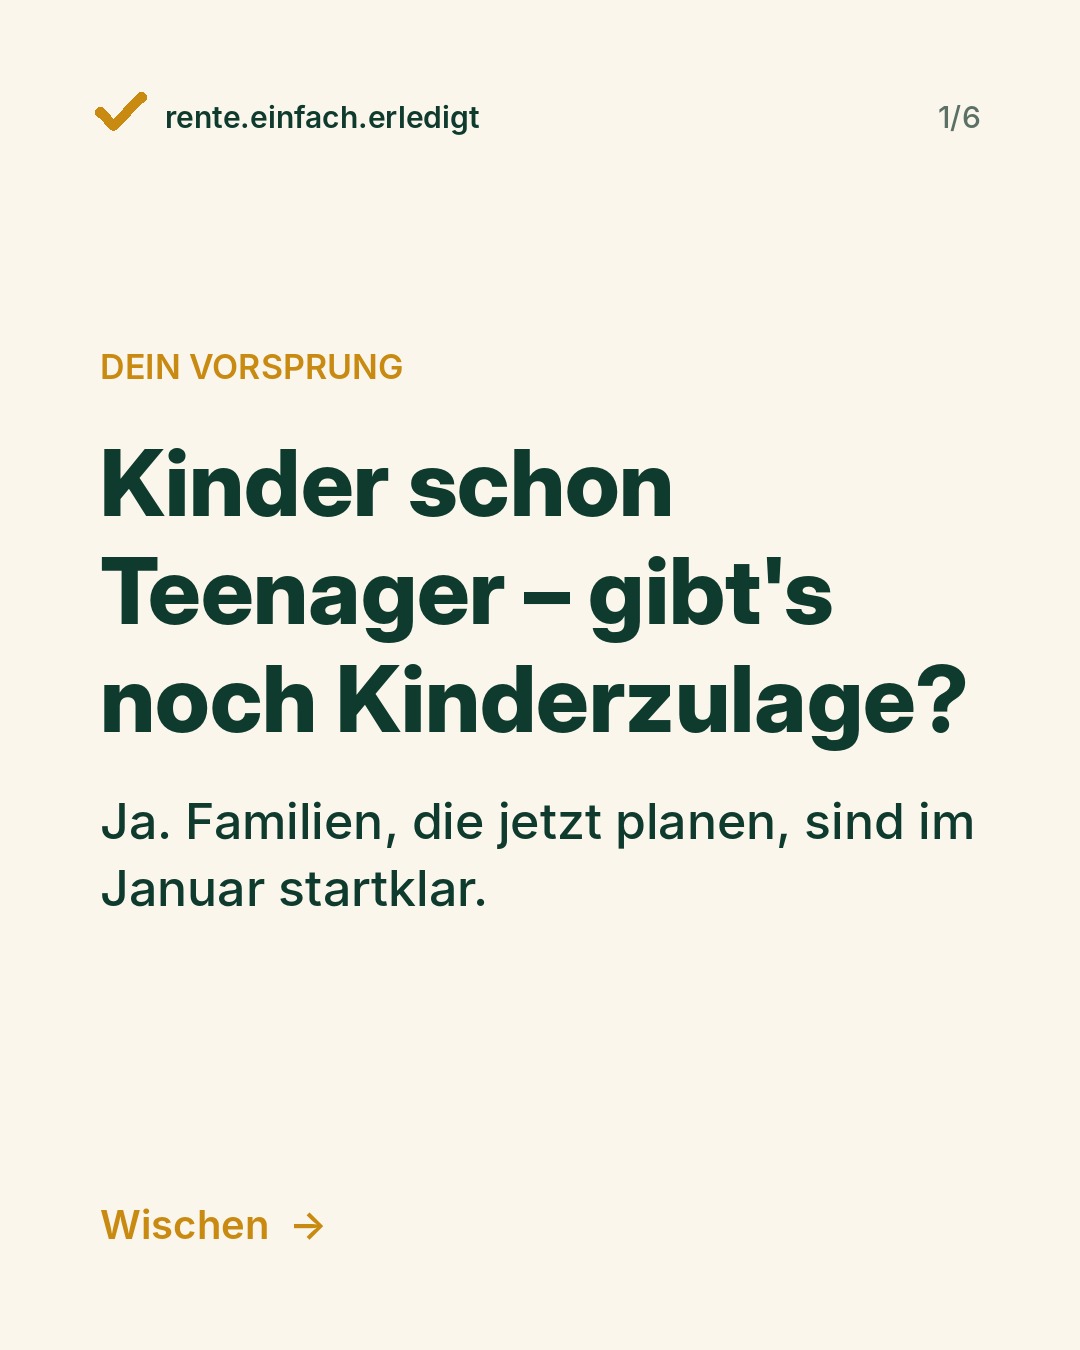 rente.einfach.erledigt
1/6
DEIN VORSPRUNG
Kinder schon
Teenager – gibt's
noch Kinderzulage?
Ja. Familien, die jetzt planen, sind im
Januar startklar.
Wischen →